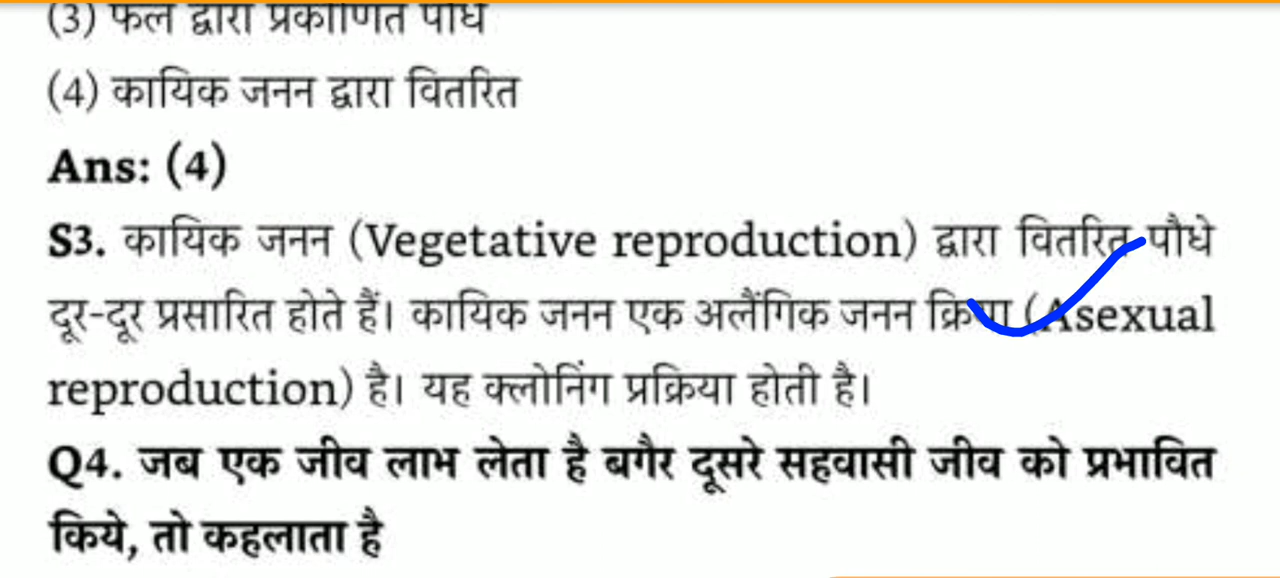 (3) फल द्वारा प्रकीर्णित पौधे
(4) कायिक जनन द्वारा वितरित
Ans: (4)
S3. कायिक जनन (Vegetative reproduction) द्वारा वितरित पौधे
दूर-दूर प्रसारित होते हैं। कायिक जनन एक अलैंगिक जनन क्रिया (Asexual
reproduction) है। यह क्लोनिंग प्रक्रिया होती है।
Q4. जब एक जीव लाभ लेता है बगैर दूसरे सहवासी जीव को प्रभावित
किये, तो कहलाता है